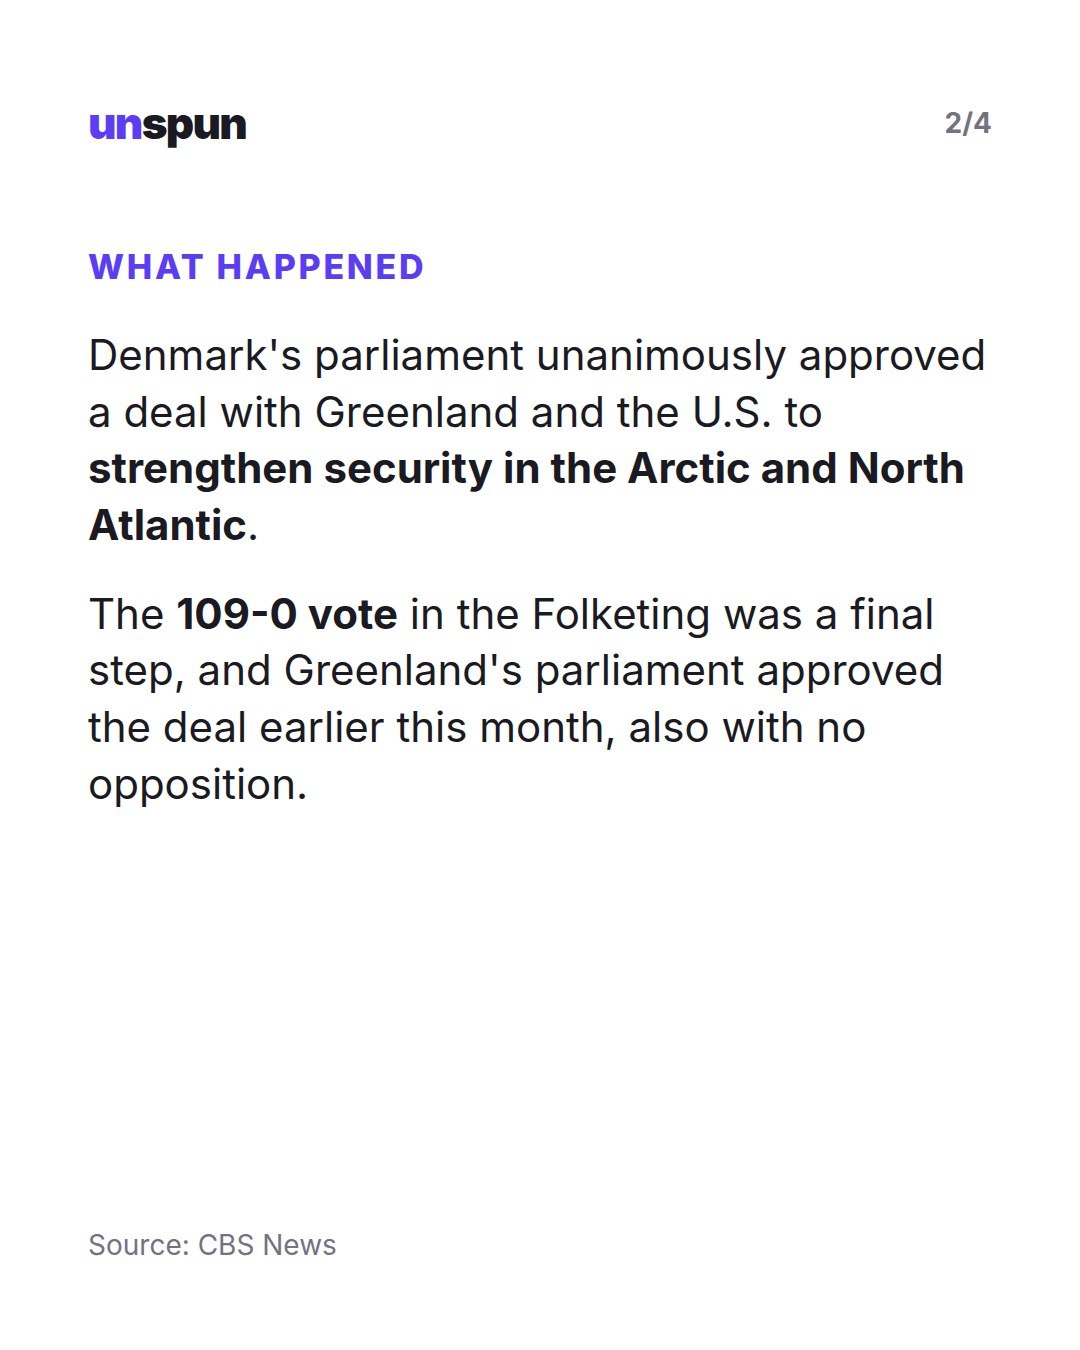 unspun
2/4
WHAT HAPPENED
Denmark's parliament unanimously approved
a deal with Greenland and the U.S. to
strengthen security in the Arctic and North
Atlantic.
The 109-0 vote in the Folketing was a final
step, and Greenland's parliament approved
the deal earlier this month, also with no
opposition.
Source: CBS News